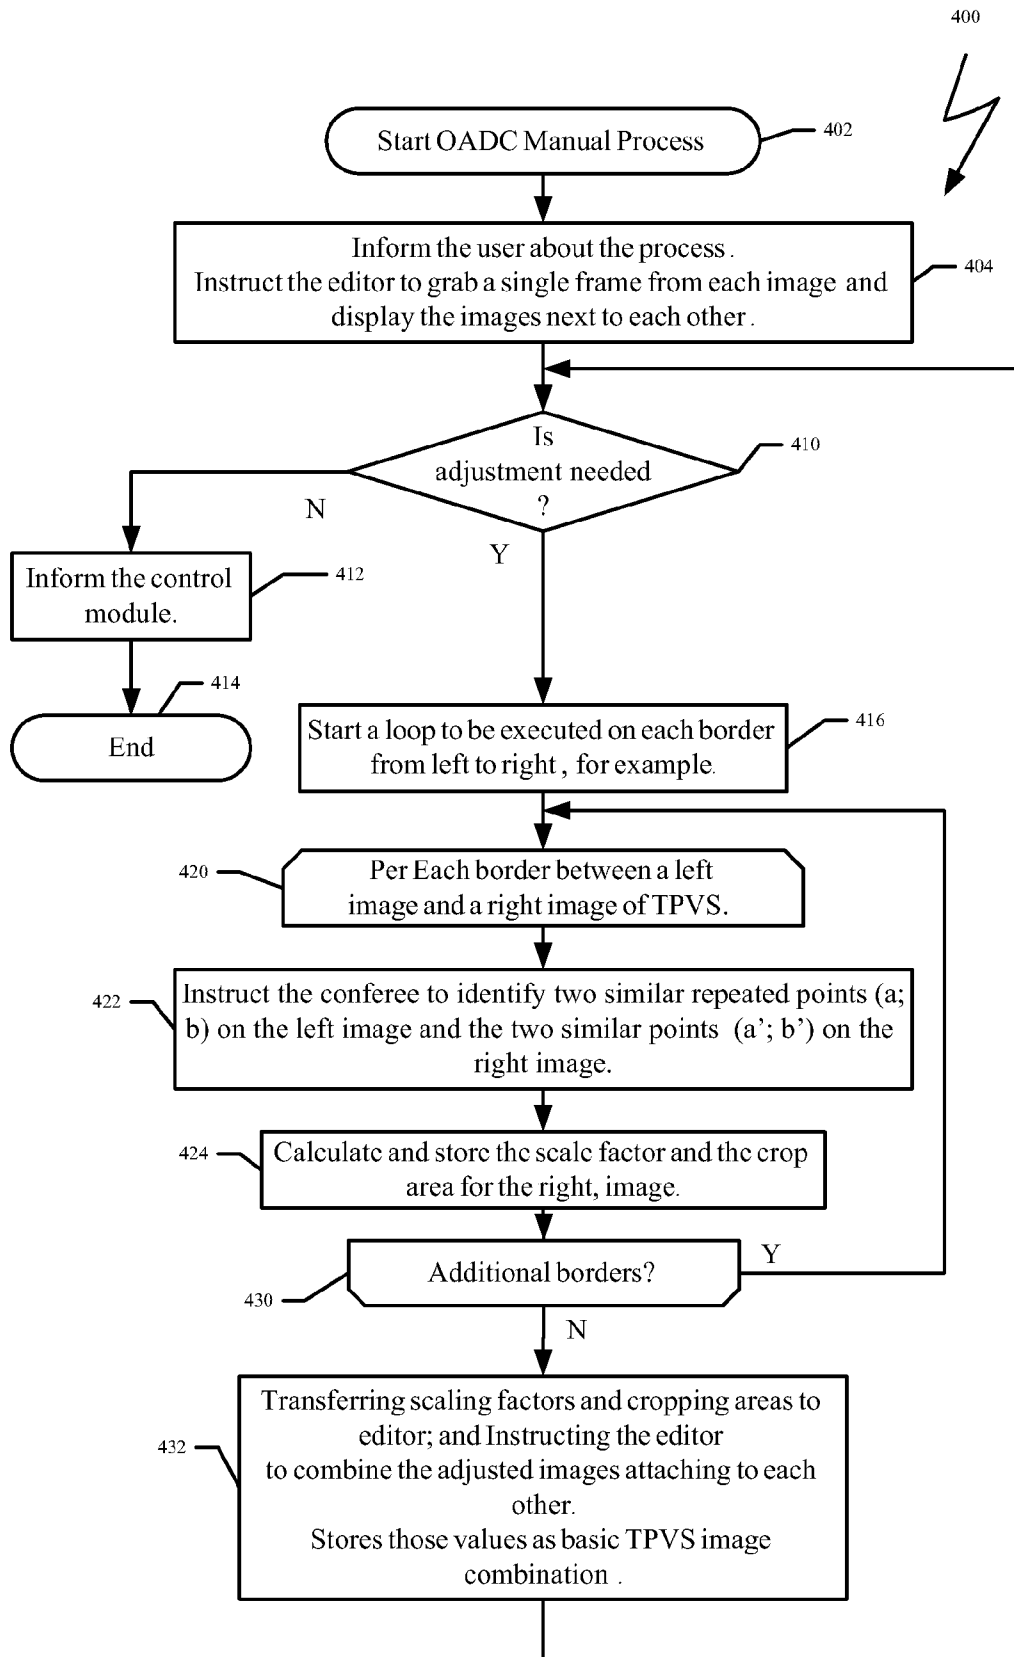 400
Start OADC Manual Process
402
Inform the user about the process .
Instruct the editor to grab a single frame from each image and
display the images next to each other .
404
Is
adjustment needed
?
410
N
Y
Inform the control
module.
412
414
End
Start a loop to be executed on each border
from left to right , for example.
416
420
Per Each border between a left
image and a right image of TPVS.
422
Instruct the conferee to identify two similar repeated points (a;
b) on the left image and the two similar points (a’; b’) on the
right image.
424
Calculate and store the scale factor and the crop
area for the right, image.
Additional borders?
Y
430
N
Transferring scaling factors and cropping areas to
editor; and Instructing the editor
to combine the adjusted images attaching to each
other.
Stores those values as basic TPVS image
combination .
432